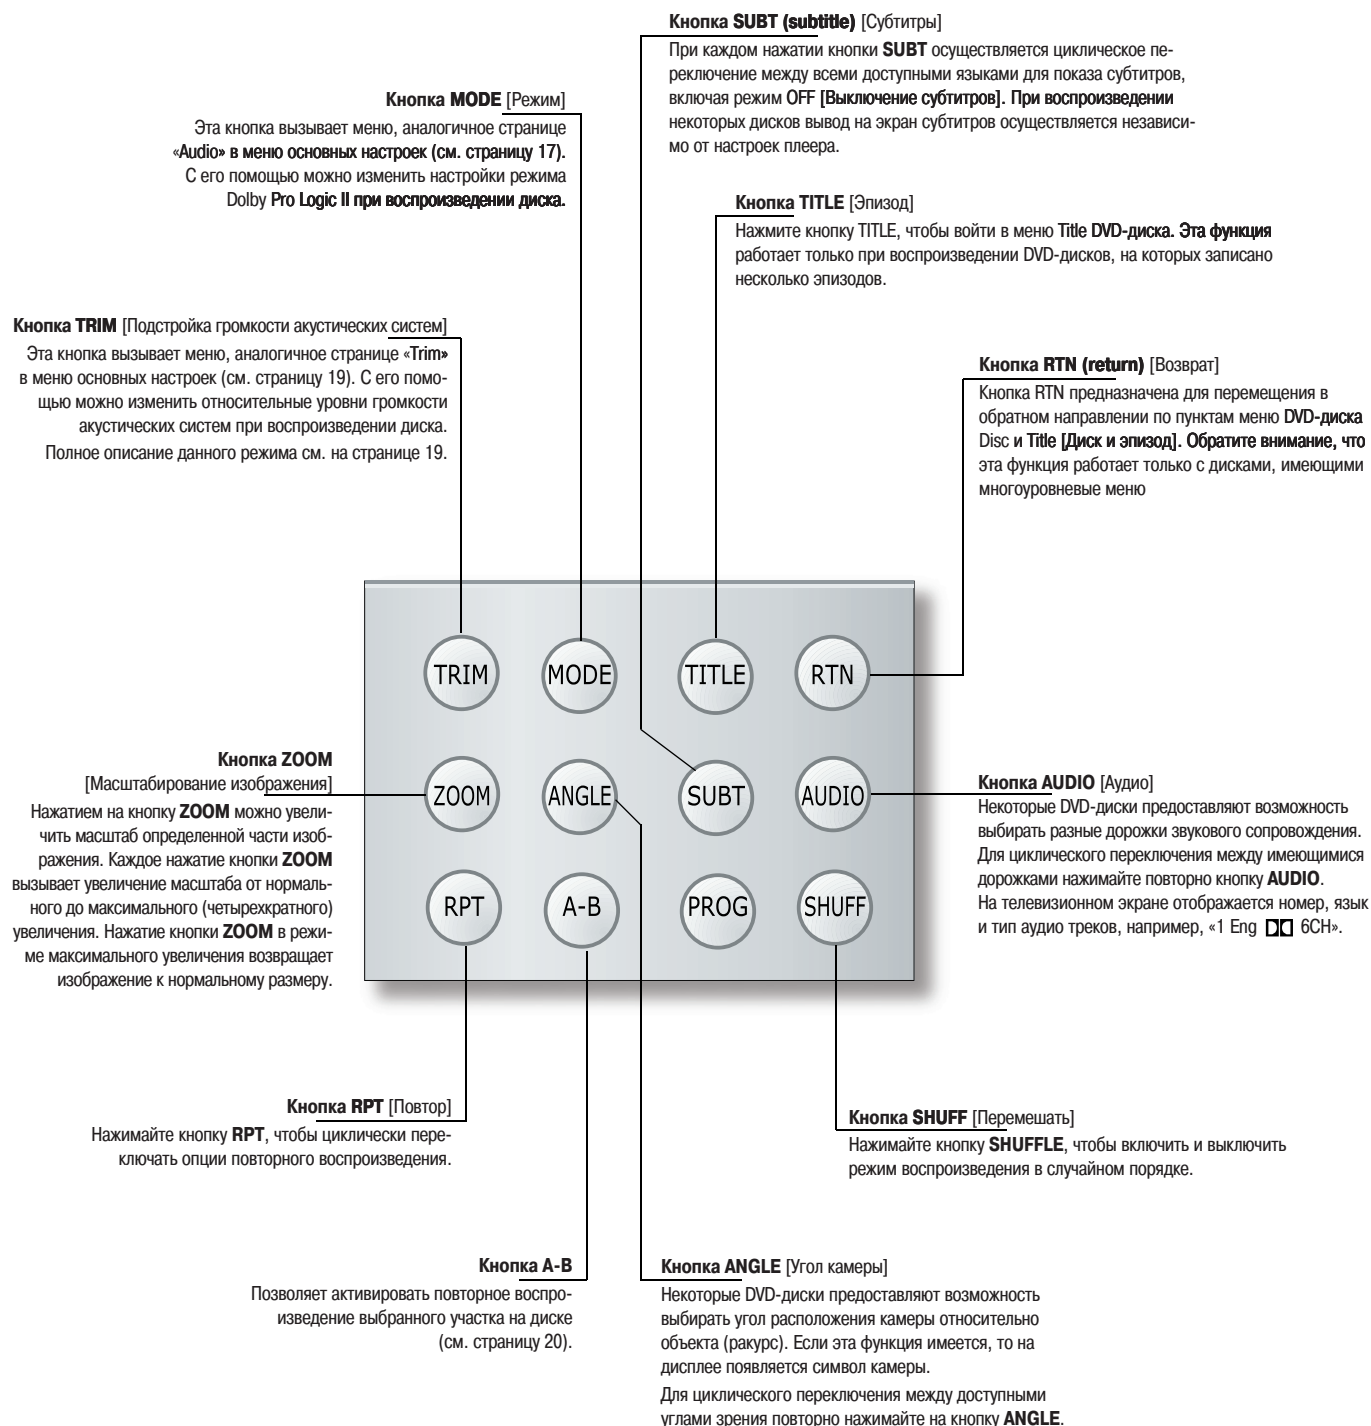 Кнопка SUBT (subtitle) [Субтитры]
При каждом нажатии кнопки SUBT осуществляется циклическое пе-
реключение между всеми доступными языками для показа субтитров,
включая режим OFF [Выключение субтитров]. При воспроизведении
некоторых дисков вывод на экран субтитров осуществляется независи-
мо от настроек плеера.
Кнопка MODE [Режим]
Эта кнопка вызывает меню, аналогичное странице
«Audio» в меню основных настроек (см. страницу 17).
С его помощью можно изменить настройки режима
Dolby Pro Logic II при воспроизведении диска.
Кнопка TITLE [Эпизод]
Нажмите кнопку TITLE, чтобы войти в меню Title DVD-диска. Эта функция
работает только при воспроизведении DVD-дисков, на которых записано
несколько эпизодов.
Кнопка TRIM [Подстройка громкости акустических систем]
Эта кнопка вызывает меню, аналогичное странице «Trim»
в меню основных настроек (см. страницу 19). С его помо-
щью можно изменить относительные уровни громкости
акустических систем при воспроизведении диска.
Полное описание данного режима см. на странице 19.
Кнопка RTN (return) [Возврат]
Кнопка RTN предназначена для перемещения в
обратном направлении по пунктам меню DVD-диска
Disc и Title [Диск и эпизод]. Обратите внимание, что
эта функция работает только с дисками, имеющими
многоуровневые меню
TRIM MODE TITLE RTN
ZOOM ANGLE SUBT AUDIO
RPT A-B PROG SHUFF
Кнопка ZOOM
[Масштабирование изображения]
Нажатием на кнопку ZOOM можно увели-
чить масштаб определенной части изоб-
ражения. Каждое нажатие кнопки ZOOM
вызывает увеличение масштаба от нормаль-
ного до максимального (четырехкратного)
увеличения. Нажатие кнопки ZOOM в режи-
ме максимального увеличения возвращает
изображение к нормальному размеру.
Кнопка AUDIO [Аудио]
Некоторые DVD-диски предоставляют возможность
выбирать разные дорожки звукового сопровождения.
Для циклического переключения между имеющимися
дорожками нажимайте повторно кнопку AUDIO.
На телевизионном экране отображается номер, язык
и тип аудио треков, например, «1 Eng 6CH».
Кнопка RPT [Повтор]
Нажимайте кнопку RPT, чтобы циклически пере-
ключать опции повторного воспроизведения.
Кнопка SHUFF [Перемешать]
Нажимайте кнопку SHUFFLE, чтобы включить и выключить
режим воспроизведения в случайном порядке.
Кнопка A-B
Позволяет активировать повторное воспро-
изведение выбранного участка на диске
(см. страницу 20).
Кнопка ANGLE [Угол камеры]
Некоторые DVD-диски предоставляют возможность
выбирать угол расположения камеры относительно
объекта (ракурс). Если эта функция имеется, то на
дисплее появляется символ камеры.
Для циклического переключения между доступными
углами зрения повторно нажимайте на кнопку ANGLE.